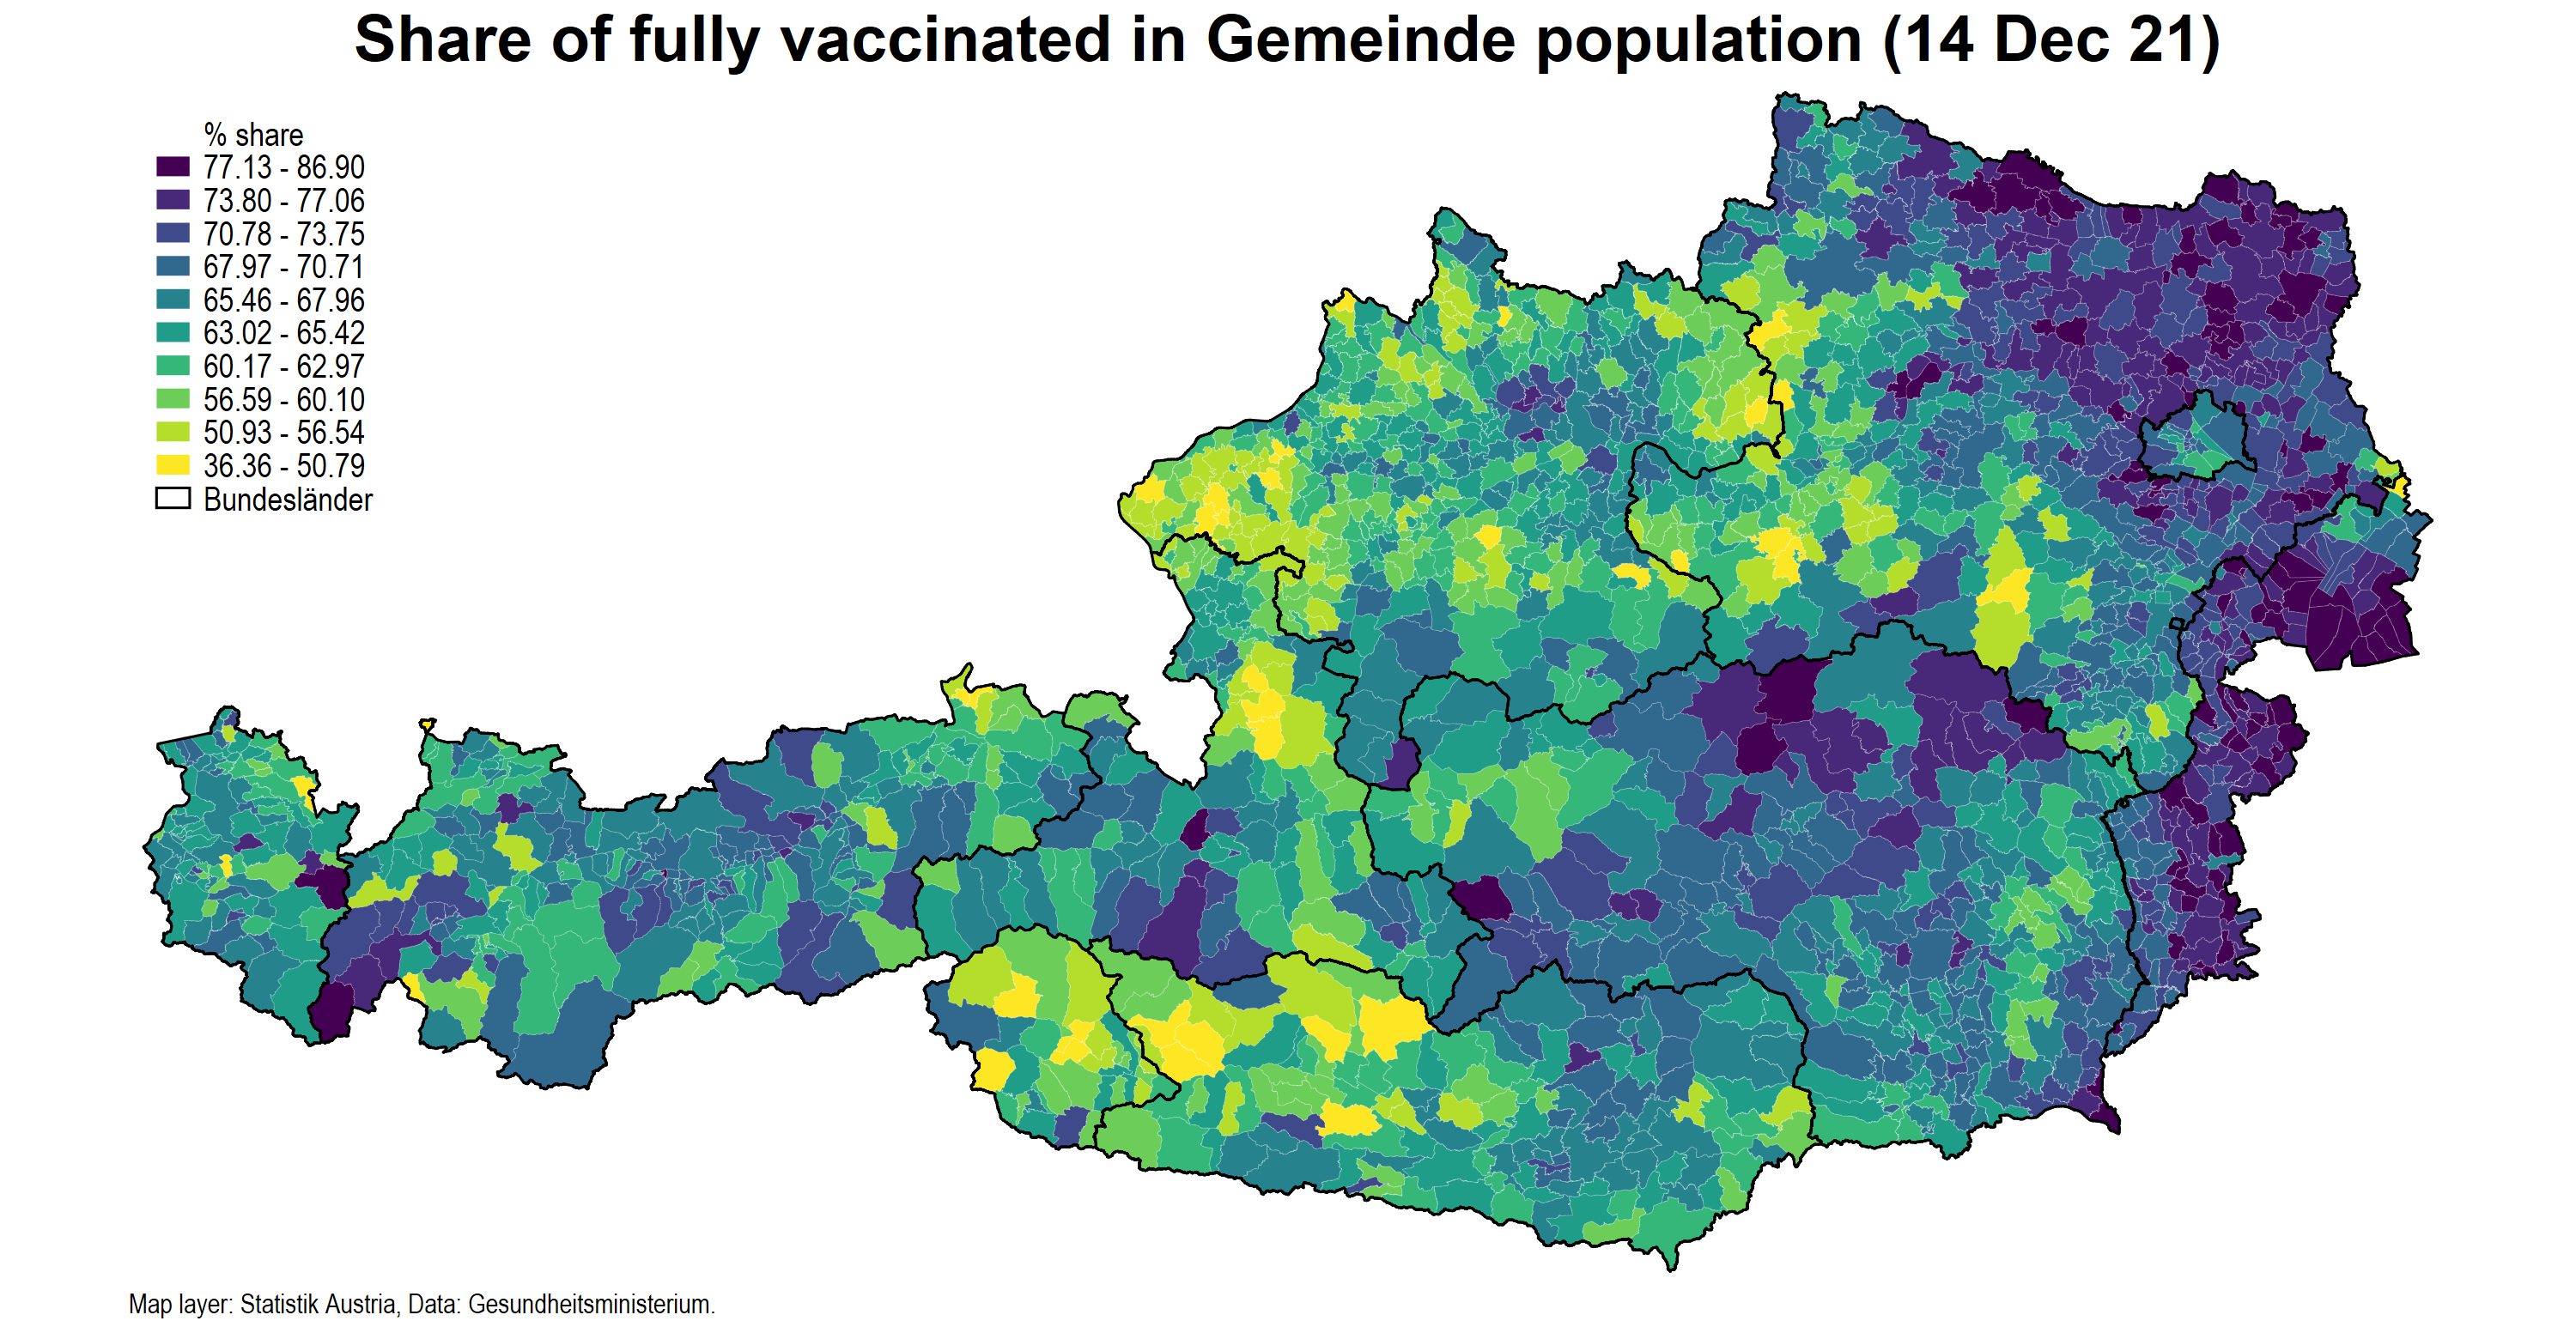 Share of fully vaccinated in Gemeinde population (14 Dec 21)
% share
77.13 - 86.90
73.80 - 77.06
70.78 - 73.75
67.97 - 70.71
65.46 - 67.96
63.02 - 65.42
60.17 - 62.97
56.59 - 60.10
50.93 - 56.54
36.36 - 50.79
Bundesländer
Map layer: Statistik Austria, Data: Gesundheitsministerium.